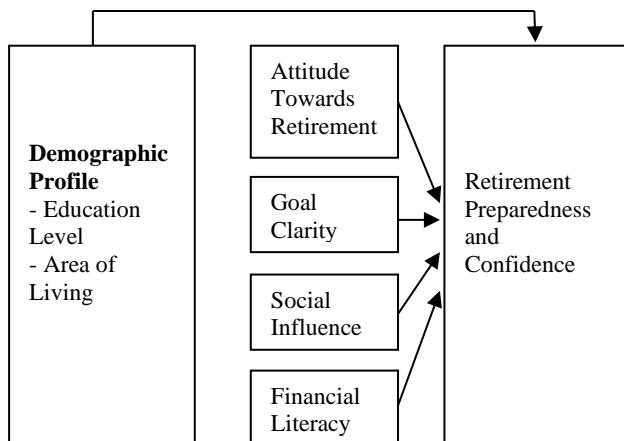 Demographic
Profile
- Education
Level
- Area of
Living
Attitude
Towards
Retirement
Goal
Clarity
Social
Influence
Financial
Literacy
Retirement
Preparedness
and
Confidence